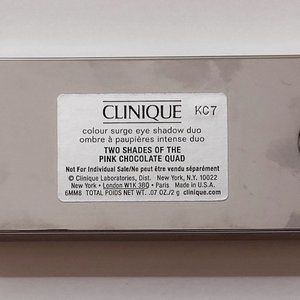 CLINIQUE KC7
colour surge eye shadow duo
ombre à paupières intense duo
TWO SHADES OF THE
PINK CHOCOLATE QUAD
Not For Individual Sale/Ne peut être vendu séparément
© Clinique Laboratories, Dist. New York, N.Y. 10022
New York • London W1K 3BQ • Paris Made in U.S.A.
6MM8 TOTAL POIDS NET WT. .07 OZ./2 g clinique.com